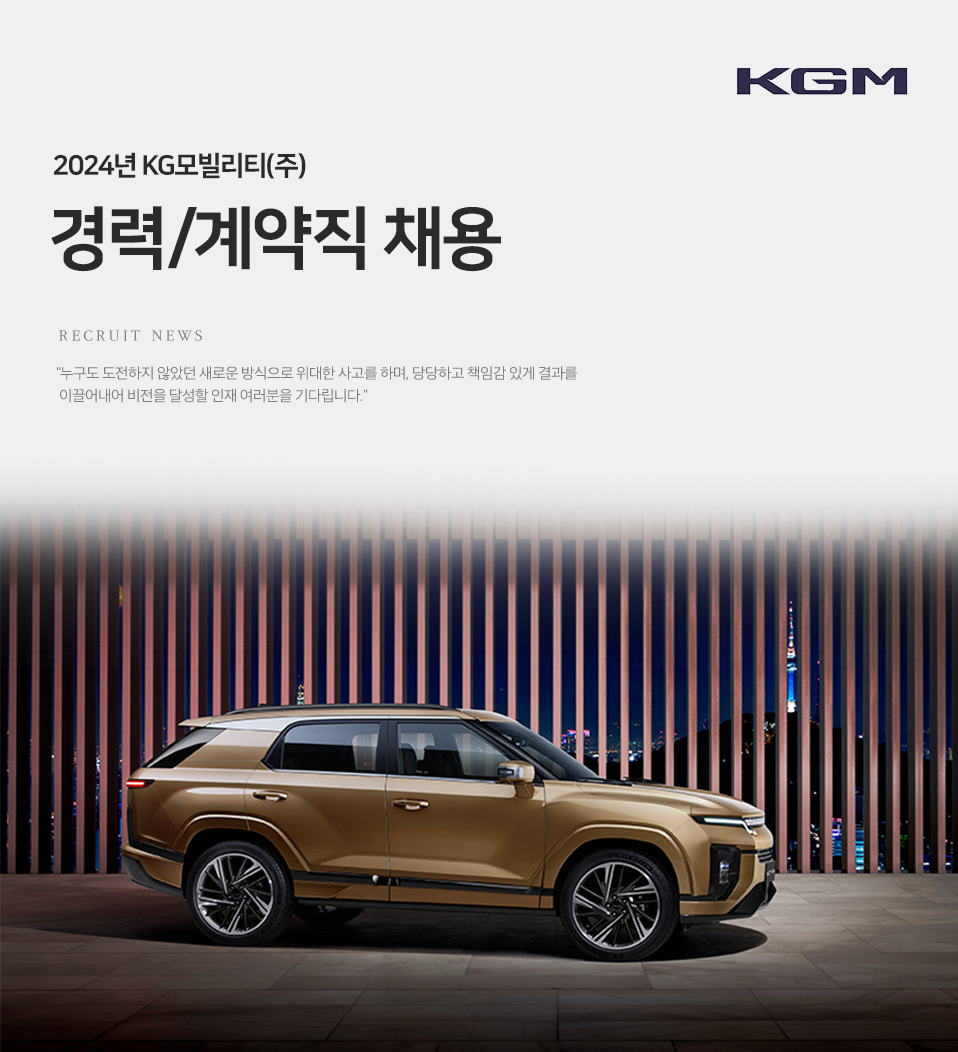 KGM
2024년 KG모빌리티(주)
경력/계약직 채용
RECRUIT NEWS
"누구도 도전하지 않았던 새로운 방식으로 위대한 사고를 하며, 당당하고 책임감 있게 결과를
이끌어내어 비전을 달성할 인재 여러분을 기다립니다."